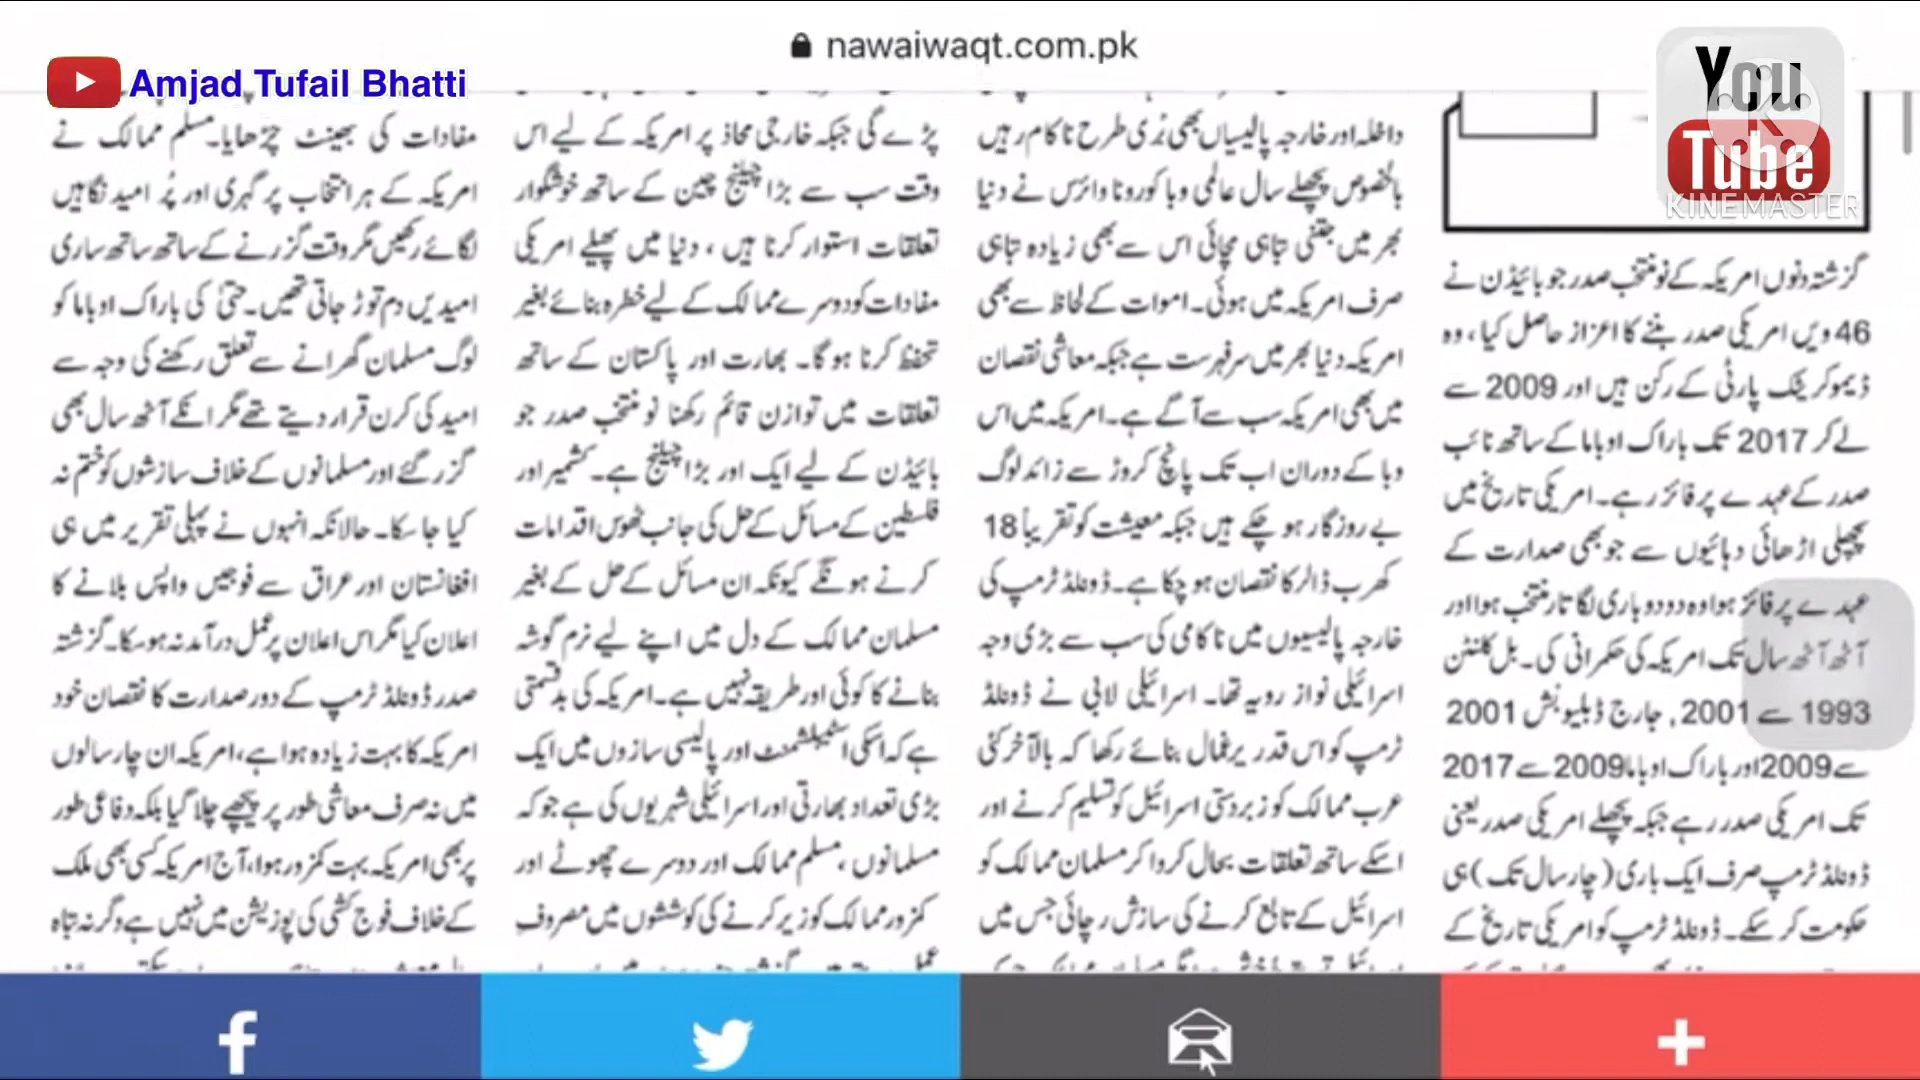 nawaiwaqt.com.pk
Amjad Tufail Bhatti
You
Tube
KINEMASTER
گزشتہ دنوں امریکہ کے نو منتخب صدر جو بائیڈن نے
46 ویں امریکی صدر بننے کا اعزاز حاصل کیا، وہ
ڈیموکریٹک پارٹی کے رکن ہیں اور 2009 سے
لے کر 2017 تک باراک اوباما کے ساتھ نائب
صدر کے عہدے پر فائز رہے۔ امریکی تاریخ میں
پچھلی اڑھائی دہائیوں سے جو بھی صدارت کے
عہدے پر فائز ہوا وہ دو دو باری لگا تار منتخب ہوا اور
آٹھ آٹھ سال تک امریکہ کی حکمرانی کی۔ بل کلنٹن
1993 سے 2001, جارج ڈبلیو بش 2001
سے 2009 اور باراک اوباما 2009 سے 2017
تک امریکی صدر رہے جبکہ پچھلے امریکی صدر یعنی
ڈونلڈ ٹرمپ صرف ایک باری (چار سال تک) ہی
حکومت کر سکے۔ ڈونلڈ ٹرمپ کو امریکی تاریخ کے
داخلہ اور خارجہ پالیسیاں بھی بُری طرح ناکام رہیں
بالخصوص پچھلے سال عالمی وبا کورونا وائرس نے دنیا
بھر میں جتنی تباہی مچائی اس سے بھی زیادہ تباہی
صرف امریکہ میں ہوئی۔ اموات کے لحاظ سے بھی
امریکہ دنیا بھر میں سرفہرست ہے جبکہ معاشی نقصان
میں بھی امریکہ سب سے آگے ہے۔ امریکہ میں اس
وبا کے دوران اب تک پانچ کروڑ سے زائد لوگ
بے روزگار ہو چکے ہیں جبکہ معیشت کو تقریباً 18
کھرب ڈالر کا نقصان ہو چکا ہے۔ ڈونلڈ ٹرمپ کی
خارجہ پالیسیوں میں ناکامی کی سب سے بڑی وجہ
اسرائیلی نواز رویہ تھا۔ اسرائیلی لابی نے ڈونلڈ
ٹرمپ کو اس قدر یرغمال بنائے رکھا کہ بالآخر کئی
عرب ممالک کو زبردستی اسرائیل کو تسلیم کرنے اور
اسکے ساتھ تعلقات بحال کروا کر مسلمان ممالک کو
اسرائیل کے تابع کرنے کی سازش رچائی جس میں
پڑے گی جبکہ خارجی محاذ پر امریکہ کے لیے اس
وقت سب سے بڑا چیلنج چین کے ساتھ خوشگوار
تعلقات استوار کرنا ہیں، دنیا میں پھیلے امریکی
مفادات کو دوسرے ممالک کے لیے خطرہ بنائے بغیر
تحفظ کرنا ہو گا۔ بھارت اور پاکستان کے ساتھ
تعلقات میں توازن قائم رکھنا نو منتخب صدر جو
بائیڈن کے لیے ایک اور بڑا چیلنج ہے۔ کشمیر اور
فلسطین کے مسائل کے حل کی جانب ٹھوس اقدامات
کرنے ہونگے کیونکہ ان مسائل کے حل کے بغیر
مسلمان ممالک کے دل میں اپنے لیے نرم گوشہ
بنانے کا کوئی اور طریقہ نہیں ہے۔ امریکہ کی بدقسمتی
ہے کہ اسکی اسٹیبلشمنٹ اور پالیسی سازوں میں ایک
بڑی تعداد بھارتی اور اسرائیلی شہریوں کی ہے جو کہ
مسلمانوں، مسلم ممالک اور دوسرے چھوٹے اور
کمزور ممالک کو زیر کرنے کی کوششوں میں مصروفِ
مفادات کی بھینٹ چڑھایا۔ مسلم ممالک نے
امریکہ کے ہر انتخاب پر گہری اور پُر امید نگاہیں
لگائے رکھیں مگر وقت گزرنے کے ساتھ ساتھ ساری
امیدیں دم توڑ جاتی تھیں۔ حتیٰ کی باراک اوباما کو
لوگ مسلمان گھرانے سے تعلق رکھنے کی وجہ سے
امید کی کرن قرار دیتے تھے مگر انکے آٹھ سال بھی
گزر گئے اور مسلمانوں کے خلاف سازشوں کو ختم نہ
کیا جا سکا۔ حالانکہ انہوں نے پہلی تقریر میں ہی
افغانستان اور عراق سے فوجیں واپس بلانے کا
اعلان کیا مگر اس اعلان پر عمل درآمد نہ ہو سکا۔ گزشتہ
صدر ڈونلڈ ٹرمپ کے دور صدارت کا نقصان خود
امریکہ کا بہت زیادہ ہوا ہے، امریکہ ان چار سالوں
میں نہ صرف معاشی طور پر پیچھے چلا گیا بلکہ دفاعی طور
پر بھی امریکہ بہت کمزور ہوا، آج امریکہ کسی بھی ملک
کے خلاف فوج کشی کی پوزیشن میں نہیں ہے وگرنہ تباہ